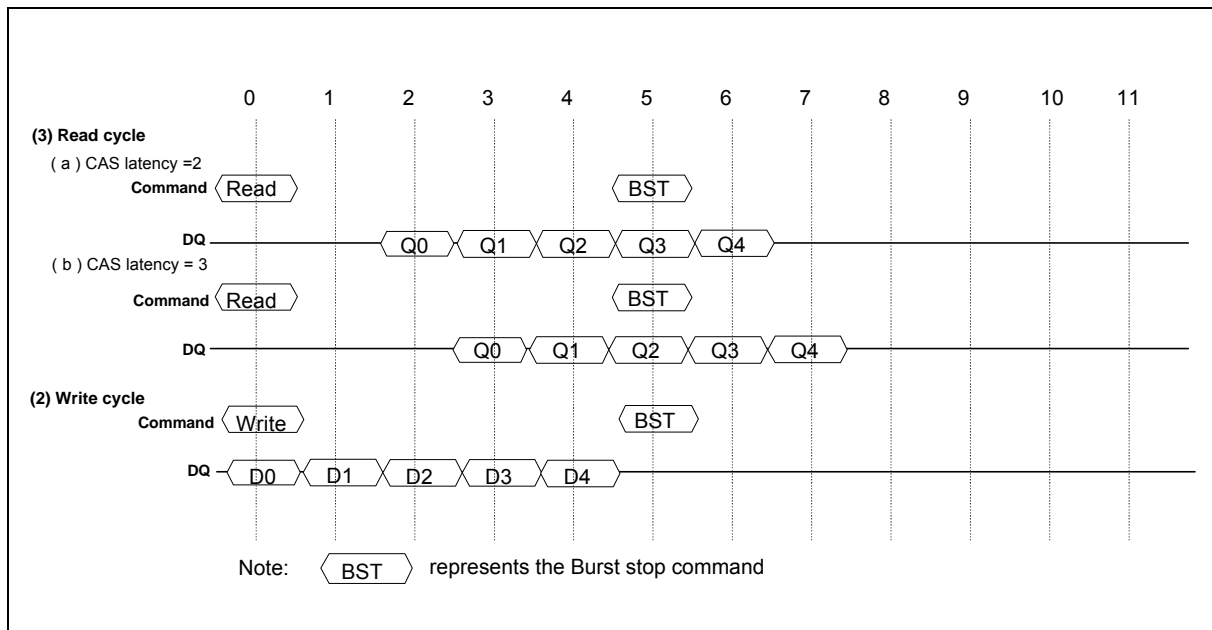 0 1 2 3 4 5 6 7 8 9 10 11
(3) Read cycle
( a ) CAS latency =2
Command Read BST
DQ Q0 Q1 Q2 Q3 Q4
( b ) CAS latency = 3
Command Read BST
DQ Q0 Q1 Q2 Q3 Q4
(2) Write cycle
Command Write BST
DQ D0 D1 D2 D3 D4
Note: BST represents the Burst stop command